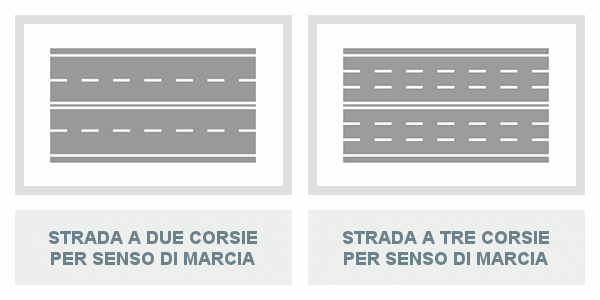 STRADA A DUE CORSIE
PER SENSO DI MARCIA
STRADA A TRE CORSIE
PER SENSO DI MARCIA